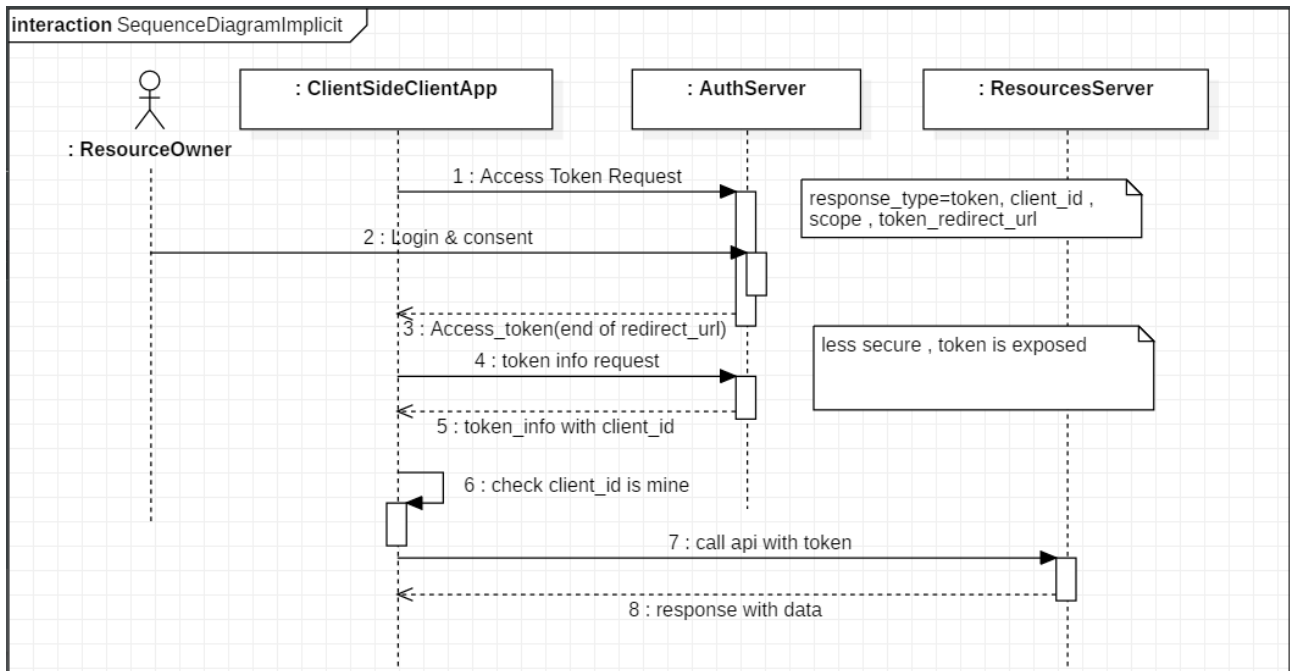 interaction SequenceDiagramImplicit
: ClientSideClientApp
: AuthServer
: ResourcesServer
: ResourceOwner
1 : Access Token Request
response_type=token, client_id ,
scope , token_redirect_url
2 : Login & consent
3 : Access_token(end of redirect_url)
less secure , token is exposed
4 : token info request
5 : token_info with client_id
6 : check client_id is mine
7 : call api with token
8 : response with data